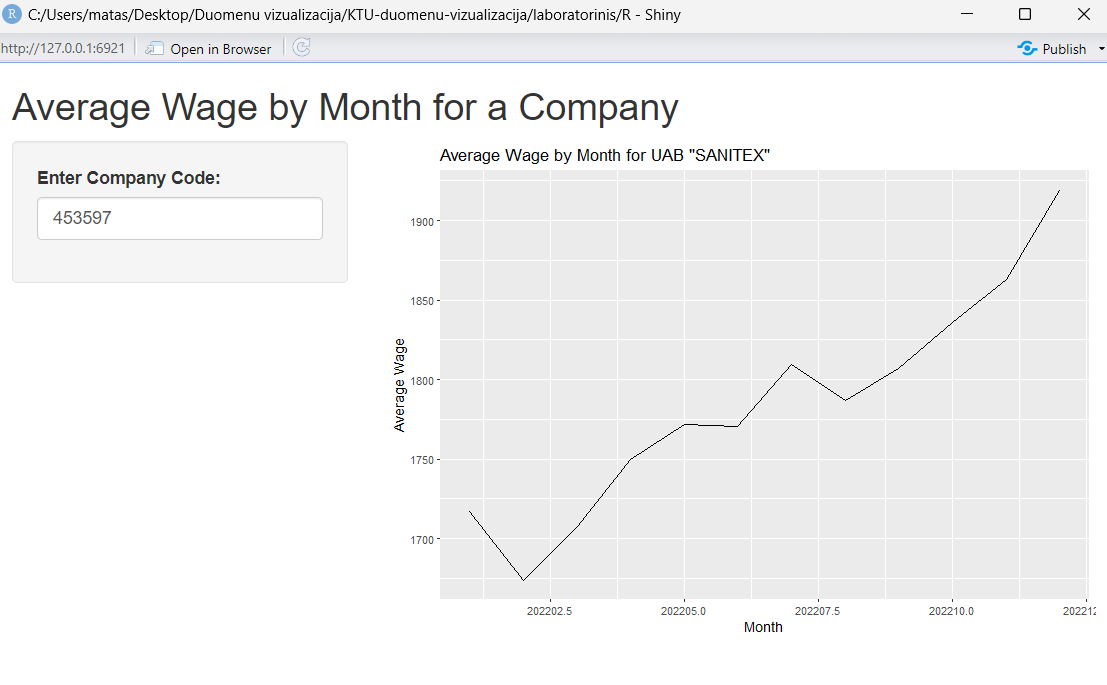 R C:/Users/matas/Desktop/Duomenu vizualizacija/KTU-duomenu-vizualizacija/laboratorinis/R - Shiny
http://127.0.0.1:6921 Open in Browser Publish
Average Wage by Month for a Company
Enter Company Code:
453597
Average Wage by Month for UAB "SANITEX"
Average Wage
1900
1850
1800
1750
1700
202202.5 202205.0 202207.5 202210.0 202212
Month